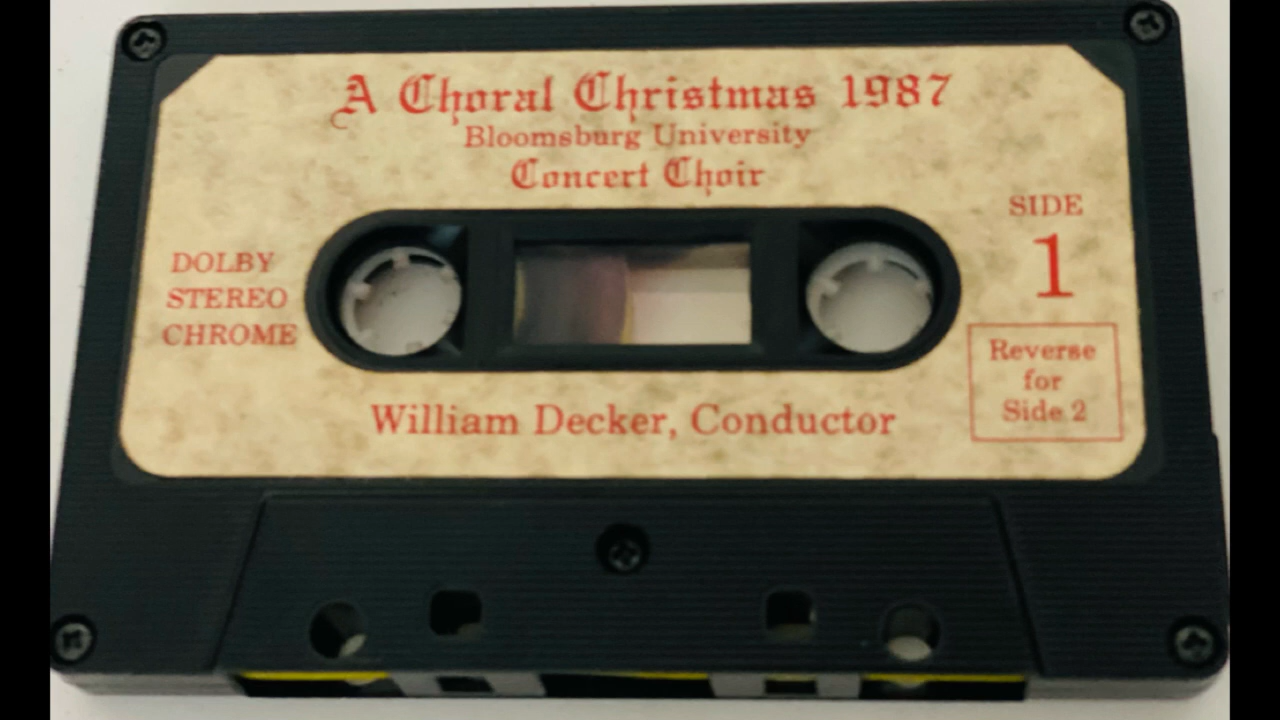 A Choral Christmas 1987
Bloomsburg University
Concert Choir
DOLBY
STEREO
CHROME
SIDE
1
Reverse
for
Side 2
William Decker, Conductor